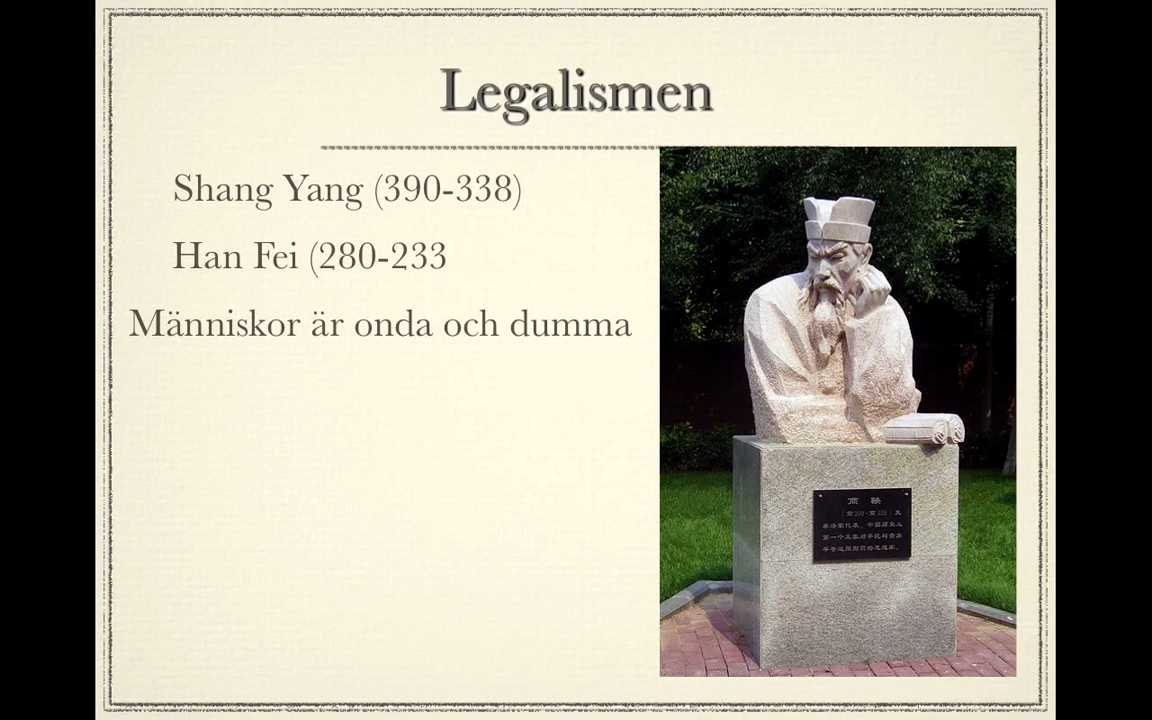 Legalismen
Shang Yang (390-338)
Han Fei (280-233
Människor är onda och dumma
商 鞅